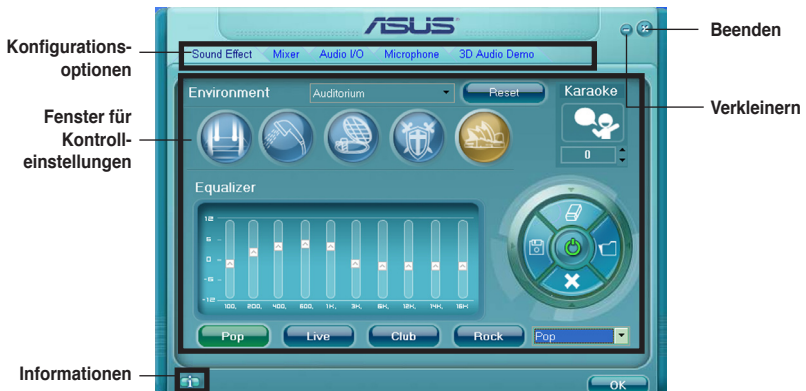 ASUS
Beenden
Konfigurations-
optionen
Sound Effect Mixer Audio I/O Microphone 3D Audio Demo
Environment Auditorium Reset Karaoke
Verkleinern
Fenster für
Kontroll-
einstellungen
0
Equalizer
12
6
0
-6
-12
100, 200, 400, 600, 1K, 3K, 6K, 12K, 14K, 16K
Pop Live Club Rock Pop
Informationen
i
OK